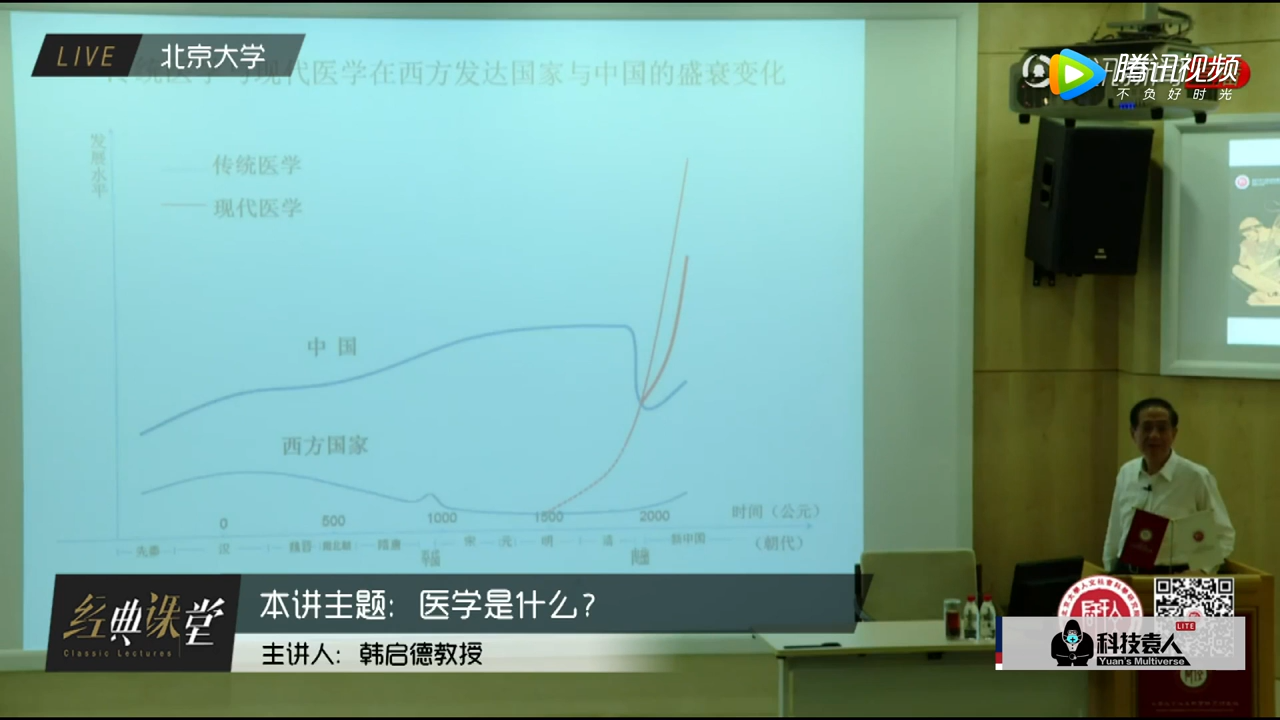 LIVE 北京大学
腾讯视频
不负好时光
现代医学在西方发达国家与中国的盛衰变化
发展水平
传统医学
现代医学
中 国
西方国家
0 500 1000 1500 2000 时间（公元）
先秦 汉 魏晋 南北朝 隋唐 宋 元 明 清 新中国 （朝代）
经典课堂
Classic Lectures
本讲主题：医学是什么？
主讲人：韩启德教授
科技袁人 LITE
Yuan's Multiverse